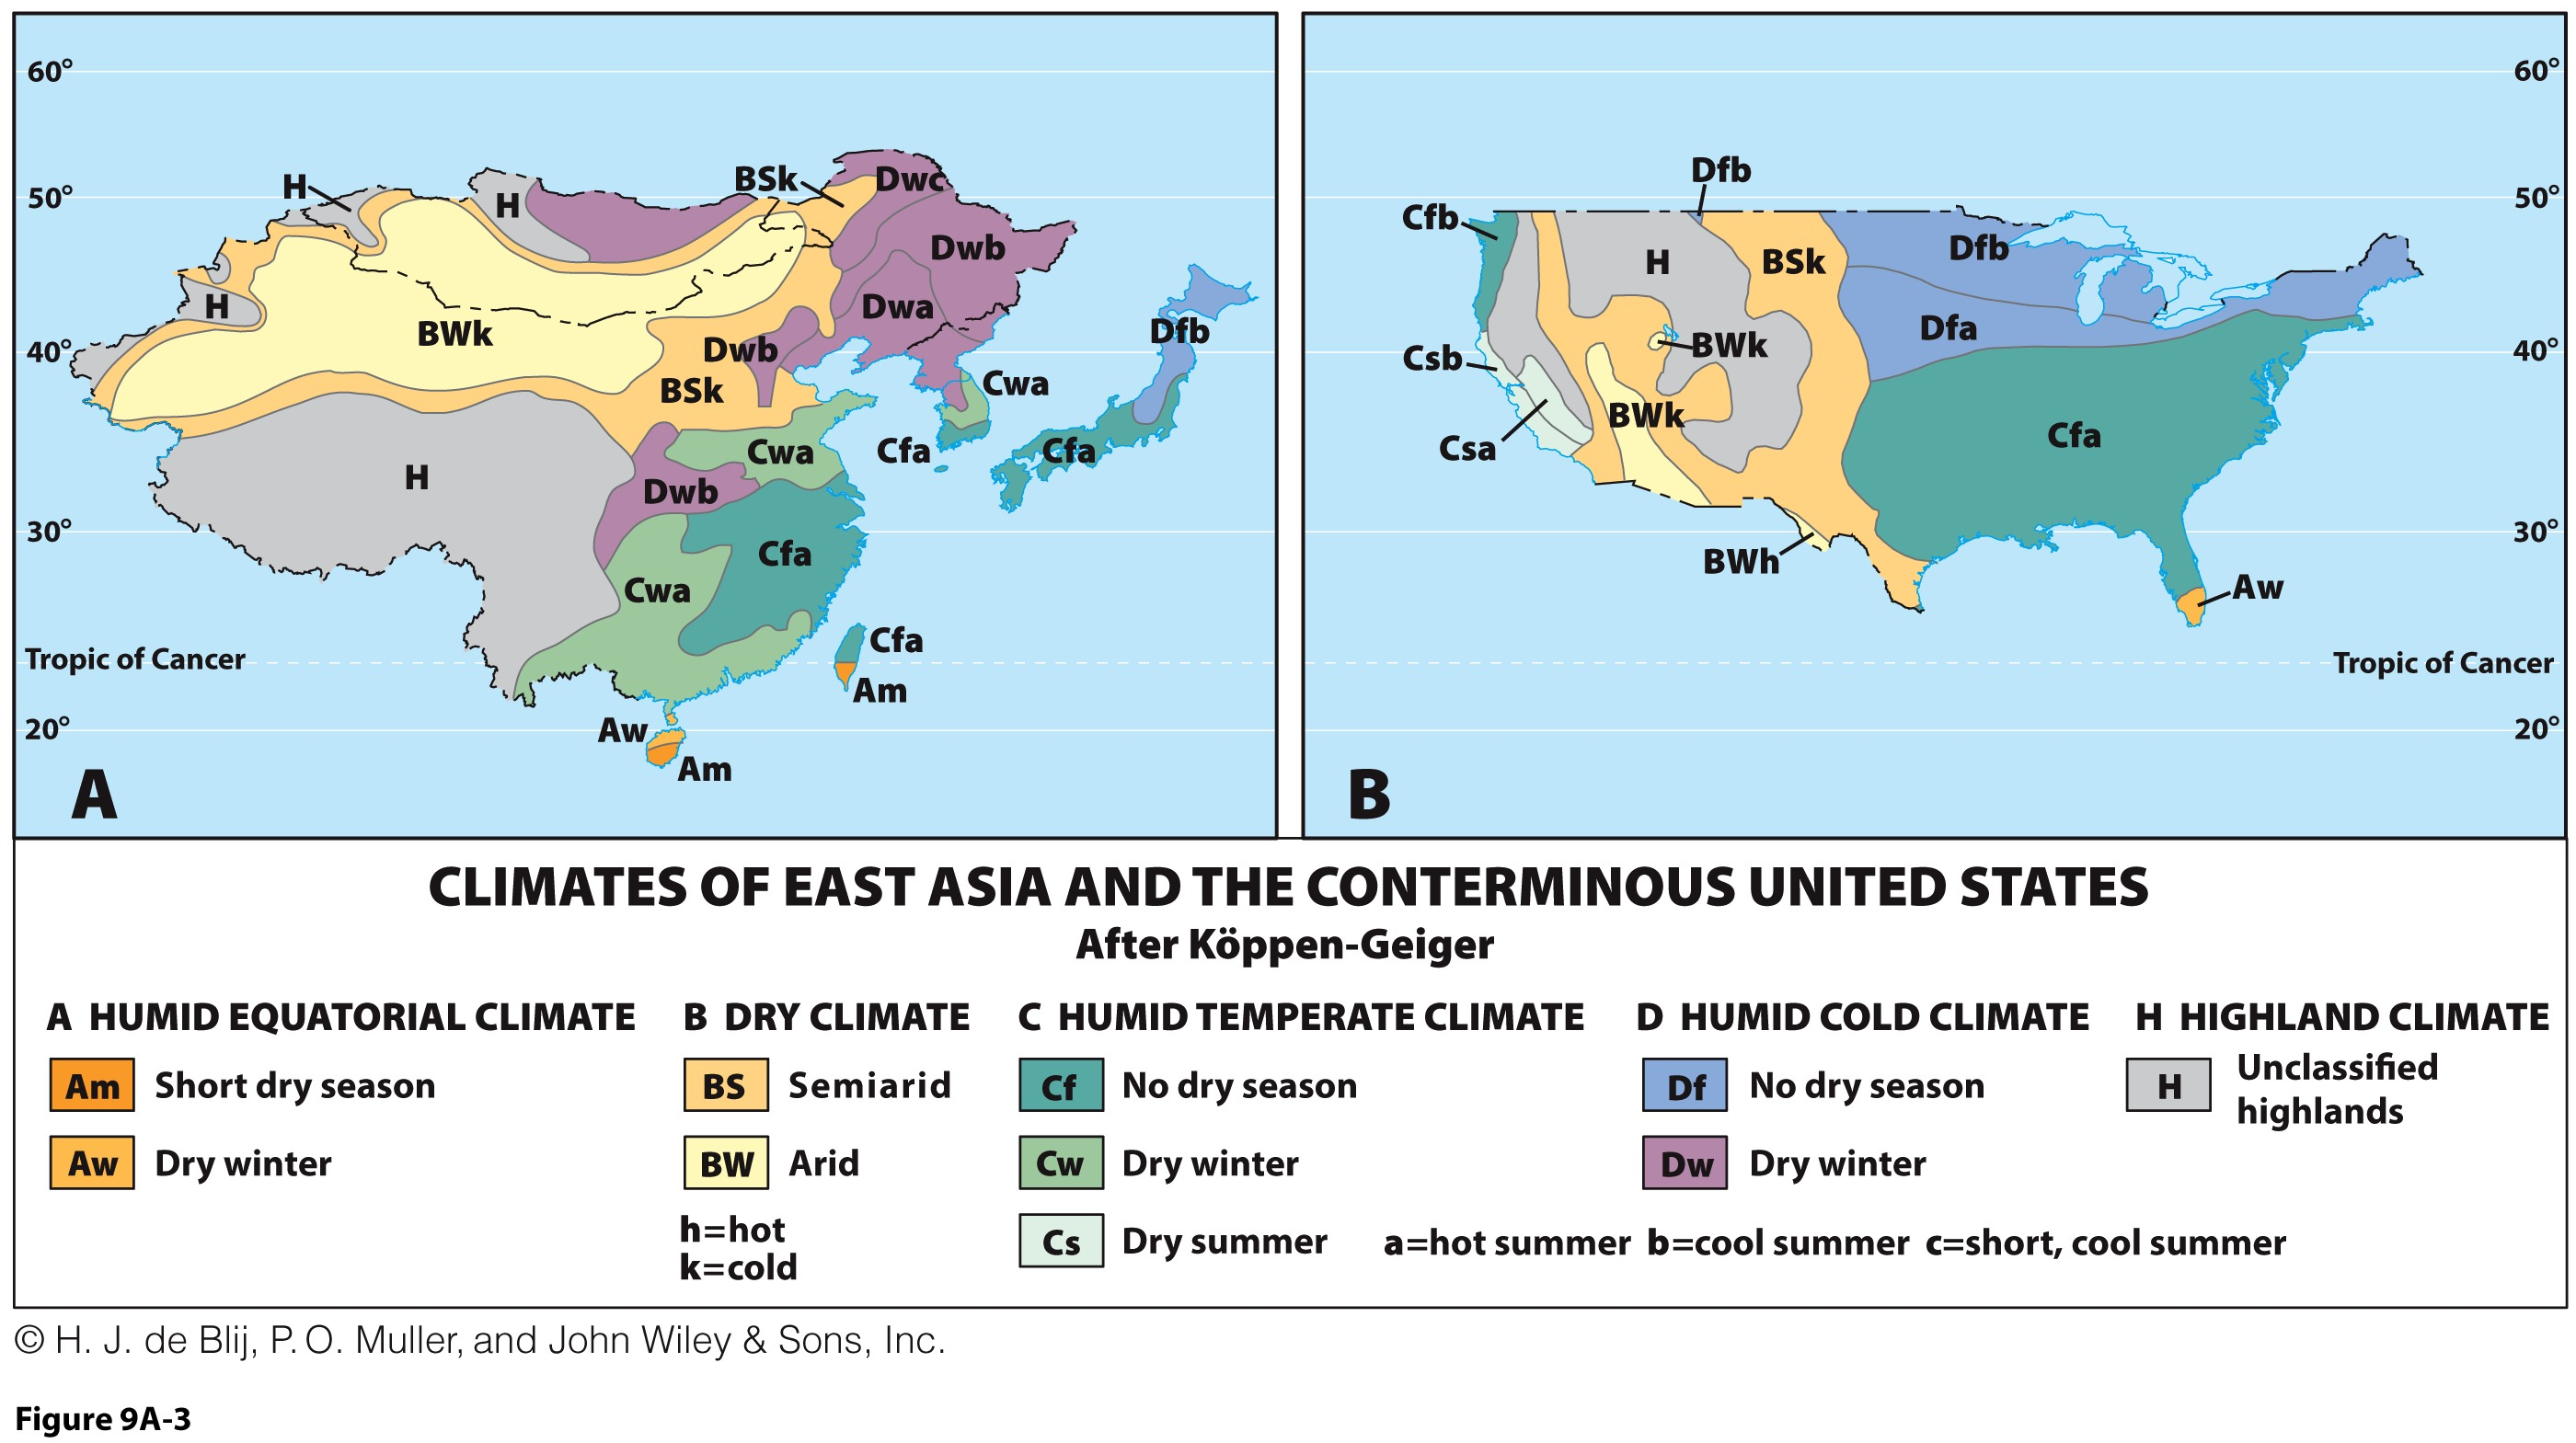 60°
50°
40°
30°
Tropic of Cancer
20°
H
H
BSk
Dwc
Dwb
H
Dwa
BWk
Dwb
Dfb
BSk
Cwa
Cwa
Cfa
Cfa
H
Dwb
Cfa
Cwa
Cfa
Am
Aw
Am
A
60°
50°
40°
30°
Tropic of Cancer
20°
Dfb
Cfb
H
BSk
Dfb
Dfa
BWk
Csb
BWk
Csa
Cfa
BWh
Aw
B
CLIMATES OF EAST ASIA AND THE CONTERMINOUS UNITED STATES
After Köppen-Geiger
A HUMID EQUATORIAL CLIMATE
Am Short dry season
Aw Dry winter
B DRY CLIMATE
BS Semiarid
BW Arid
h=hot
k=cold
C HUMID TEMPERATE CLIMATE
Cf No dry season
Cw Dry winter
Cs Dry summer
D HUMID COLD CLIMATE
Df No dry season
Dw Dry winter
a=hot summer b=cool summer c=short, cool summer
H HIGHLAND CLIMATE
H Unclassified
highlands
© H. J. de Blij, P. O. Muller, and John Wiley & Sons, Inc.
Figure 9A-3